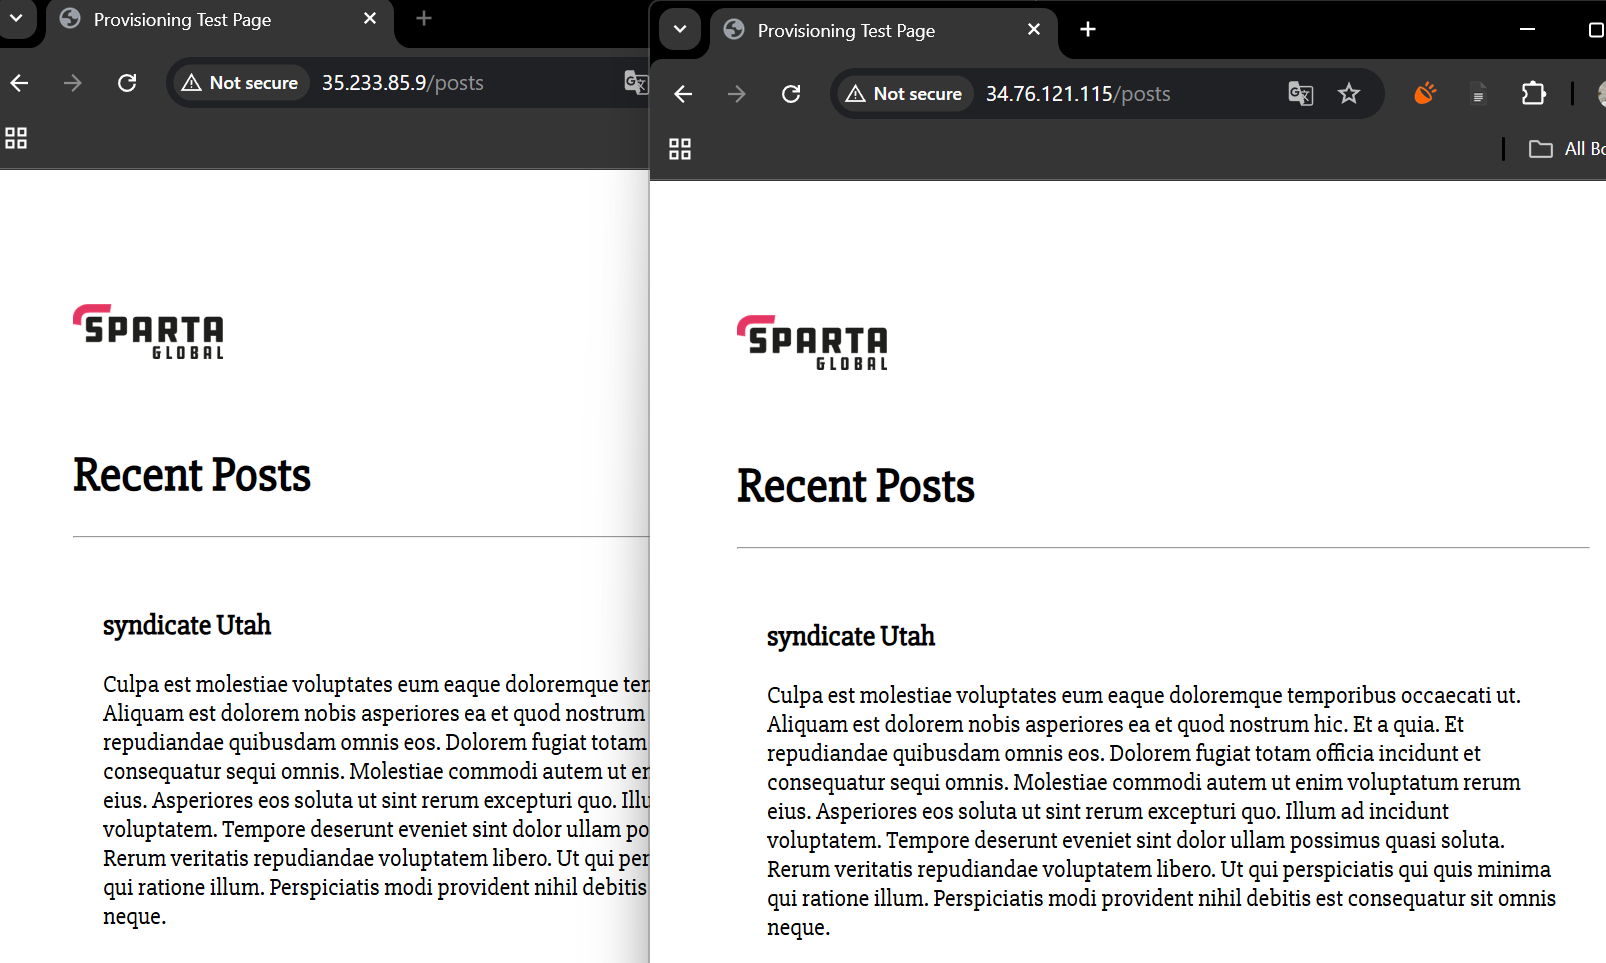 Provisioning Test Page
Not secure 35.233.85.9/posts
SPARTA
GLOBAL
Recent Posts
syndicate Utah
Culpa est molestiae voluptates eum eaque doloremque
Aliquam est dolorem nobis asperiores ea et quod nostrum
repudiandae quibusdam omnis eos. Dolorem fugiat totam
consequatur sequi omnis. Molestiae commodi autem ut
eius. Asperiores eos soluta ut sint rerum excepturi quo.
voluptatem. Tempore deserunt eveniet sint dolor ullam
Rerum veritatis repudiandae voluptatem libero. Ut qui
qui ratione illum. Perspiciatis modi provident nihil debitis
neque.
Provisioning Test Page
Not secure 34.76.121.115/posts
All
SPARTA
GLOBAL
Recent Posts
syndicate Utah
Culpa est molestiae voluptates eum eaque doloremque temporibus occaecati ut.
Aliquam est dolorem nobis asperiores ea et quod nostrum hic. Et a quia. Et
repudiandae quibusdam omnis eos. Dolorem fugiat totam officia incidunt et
consequatur sequi omnis. Molestiae commodi autem ut enim voluptatum rerum
eius. Asperiores eos soluta ut sint rerum excepturi quo. Illum ad incidunt
voluptatem. Tempore deserunt eveniet sint dolor ullam possimus quasi soluta.
Rerum veritatis repudiandae voluptatem libero. Ut qui perspiciatis qui quis minima
qui ratione illum. Perspiciatis modi provident nihil debitis est consequatur sit omnis
neque.